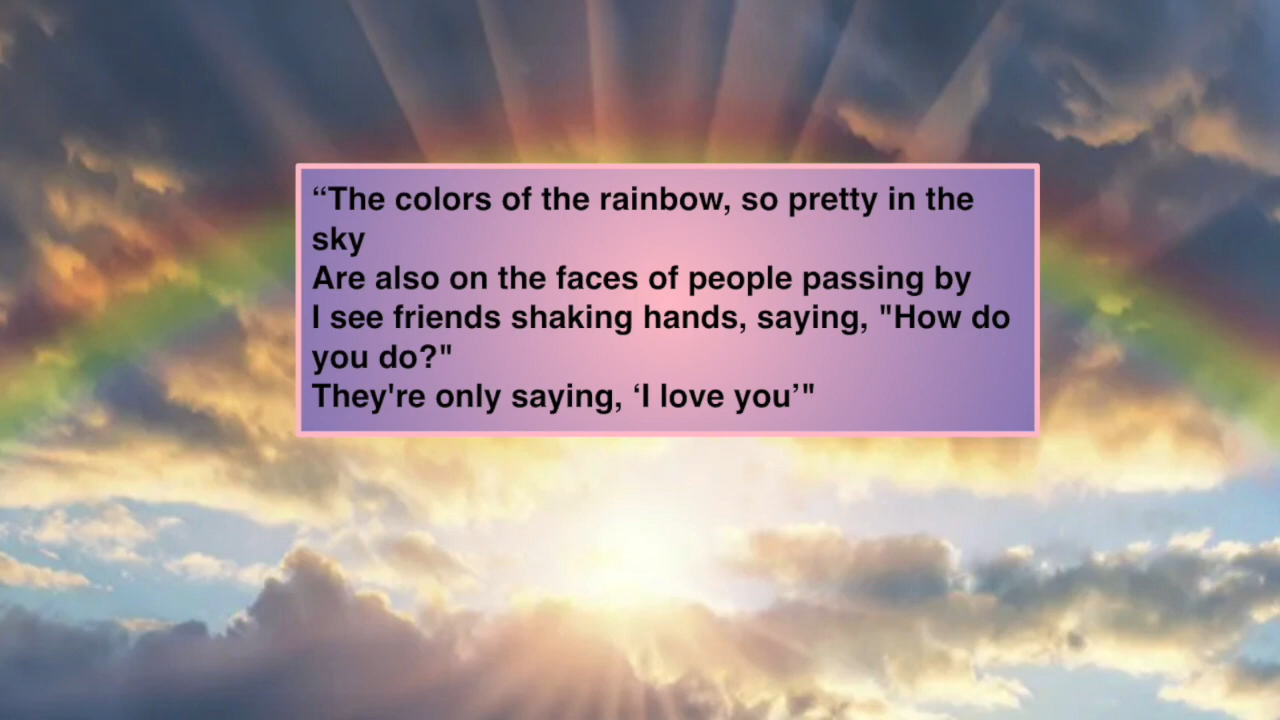 “The colors of the rainbow, so pretty in the
sky
Are also on the faces of people passing by
I see friends shaking hands, saying, "How do
you do?"
They're only saying, ‘I love you’"